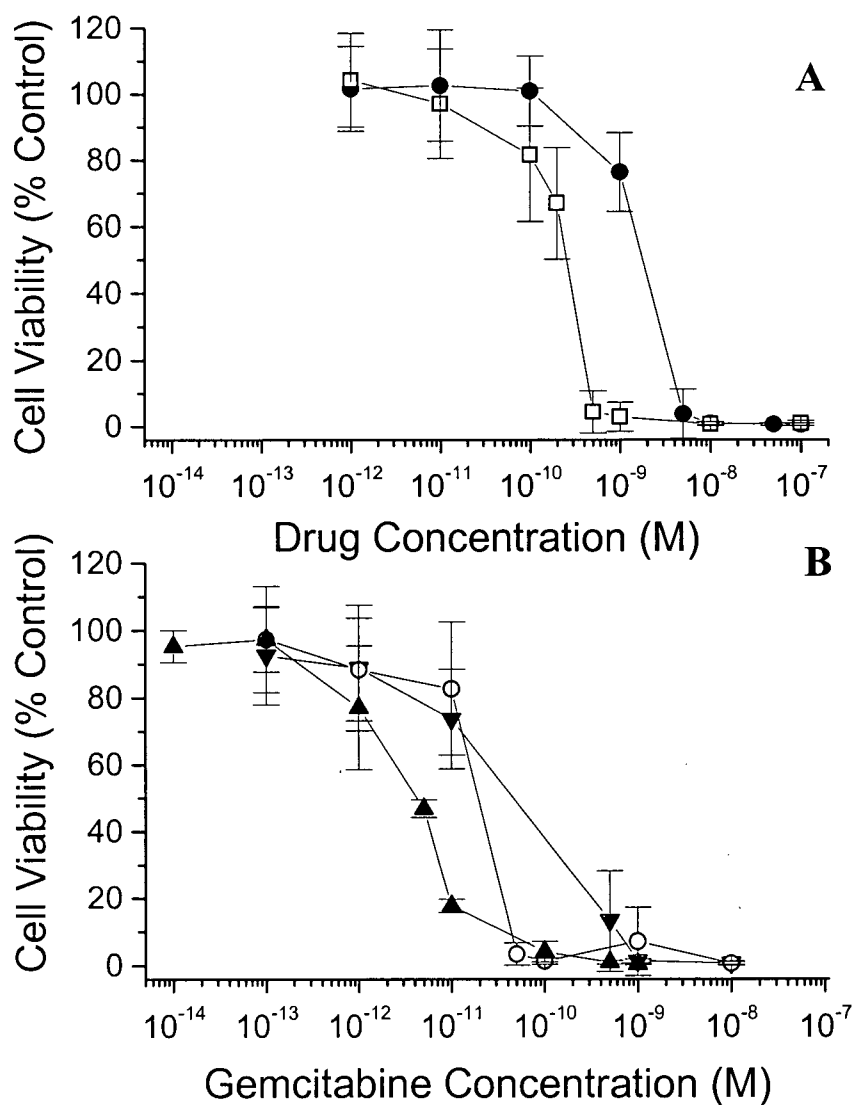 A
Cell Viability (% Control)
120
100
80
60
40
20
0
10-14 10-13 10-12 10-11 10-10 10-9 10-8 10-7
Drug Concentration (M)
B
Cell Viability (% Control)
120
100
80
60
40
20
0
10-14 10-13 10-12 10-11 10-10 10-9 10-8 10-7
Gemcitabine Concentration (M)